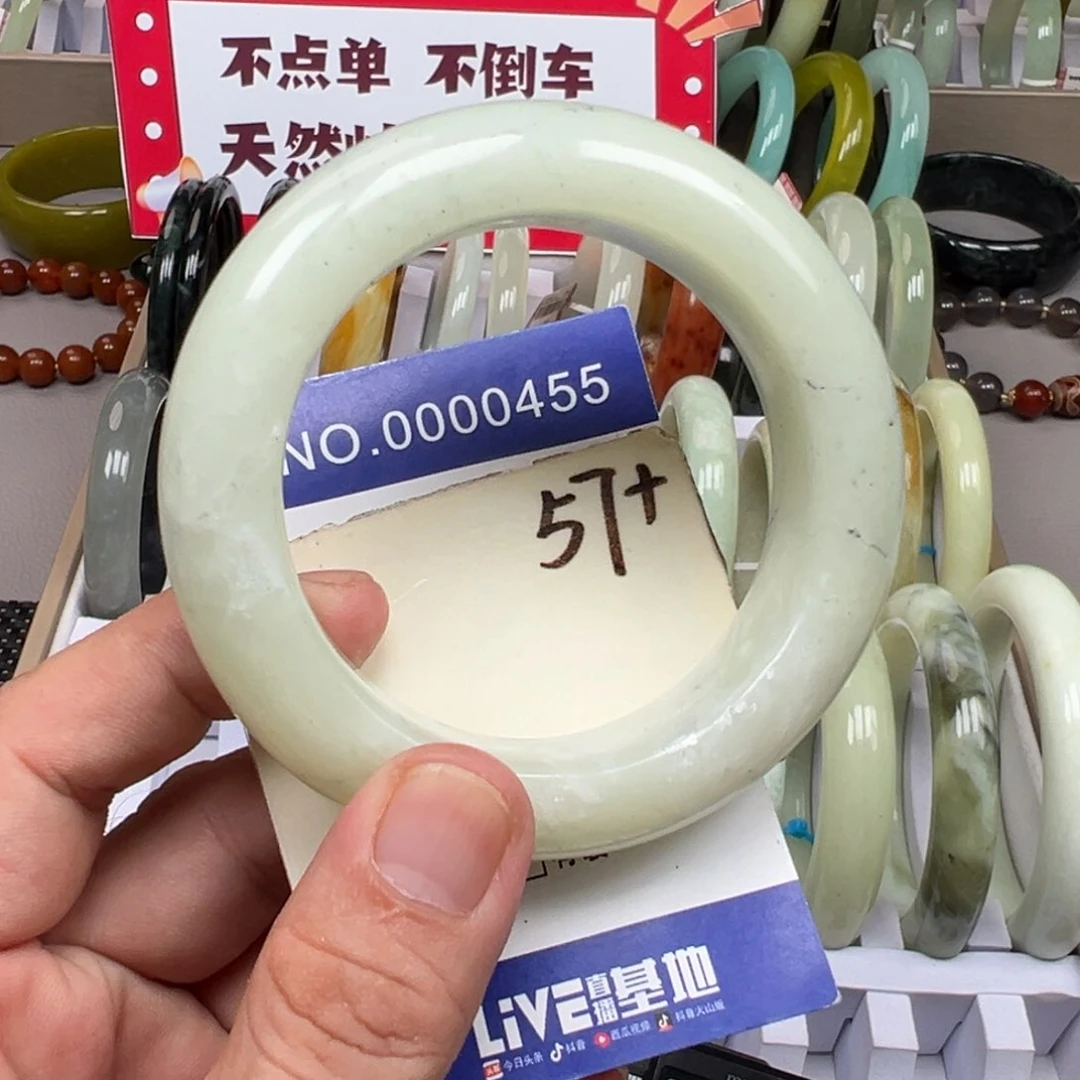 不点单 不倒车
天然
NO.0000455
57+
LiVE直播基地
今日头条 抖音 西瓜视频 抖音火山版